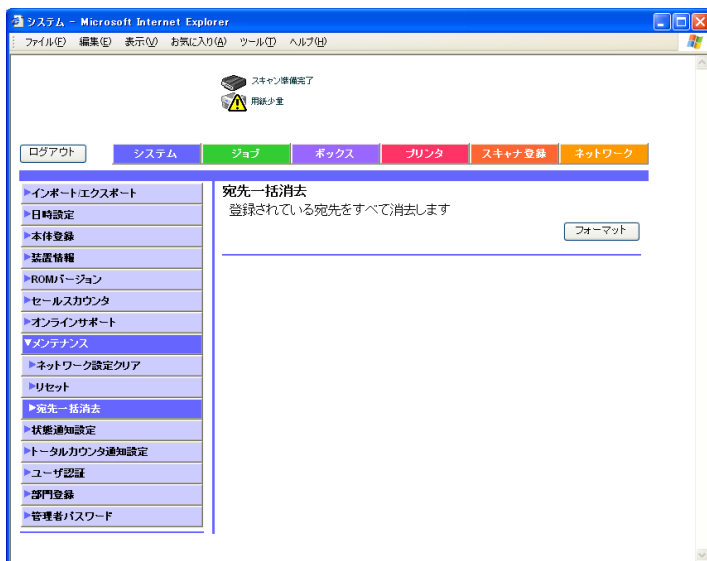 システム - Microsoft Internet Explorer
ファイル(F) 編集(E) 表示(V) お気に入り(A) ツール(T) ヘルプ(H)
スキャン準備完了
用紙少量
ログアウト システム ジョブ ボックス プリンタ スキャナ登録 ネットワーク
▶インポート/エクスポート
▶日時設定
▶本体登録
▶装置情報
▶ROMバージョン
▶セールスカウンタ
▶オンラインサポート
▼メンテナンス
▶ネットワーク設定クリア
▶リセット
▶宛先一括消去
▶状態通知設定
▶トータルカウンタ通知設定
▶ユーザ認証
▶部門登録
▶管理者パスワード
宛先一括消去
登録されている宛先をすべて消去します
フォーマット